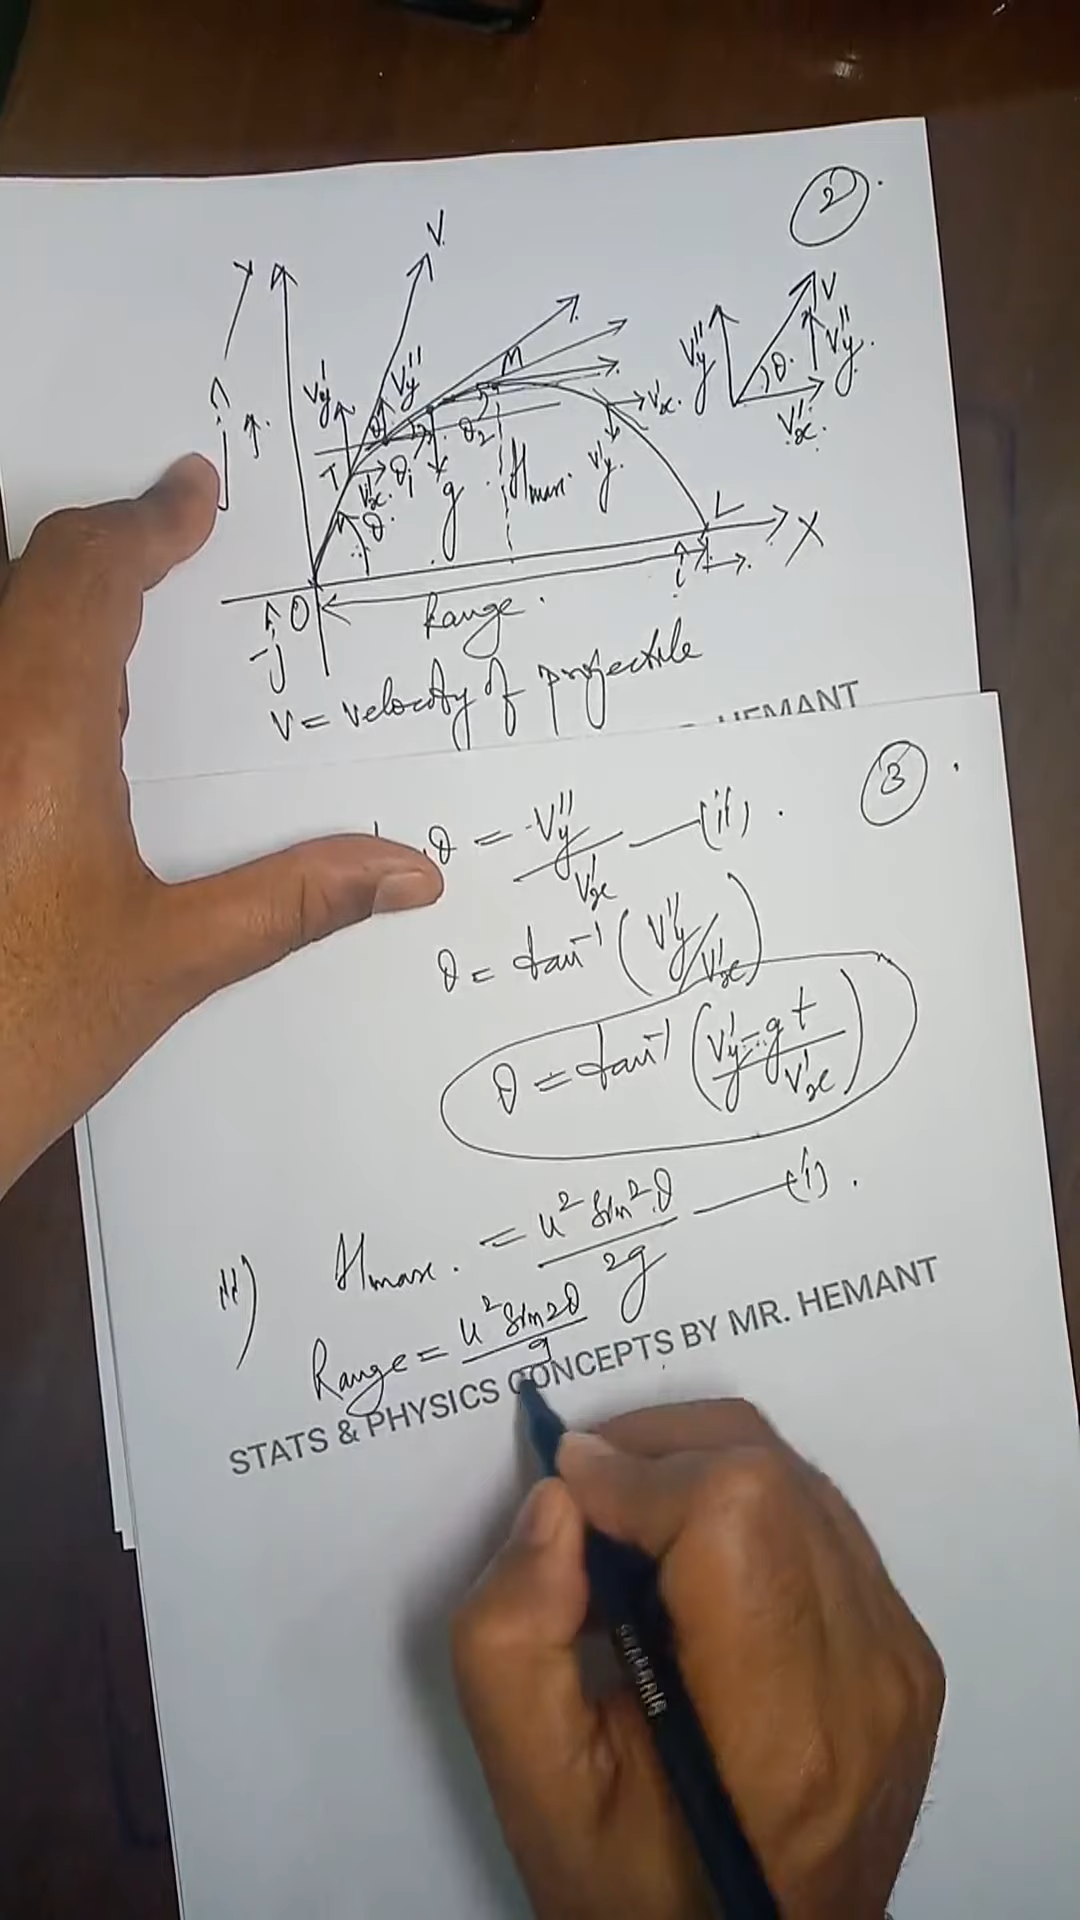 2
V
Y
V'y
V''y
M
θ
θ1
θ2
T
V'x
g
Hmax.
V'x
V'y
V''y
V
V''y
θ
V'x
θ
L
X
î
ĵ
-ĵ
O
Range
V = velocity of projectile
HEMANT
3
θ = V''y / V'x —(ii)
θ = tan⁻¹ (V''y/V'x)
θ = tan⁻¹ ((V'y - gt) / V'x)
Hmax. = u² sin²θ / 2g —(i).
Range = u² sin2θ / g
STATS & PHYSICS CONCEPTS BY MR. HEMANT
GURUKULA